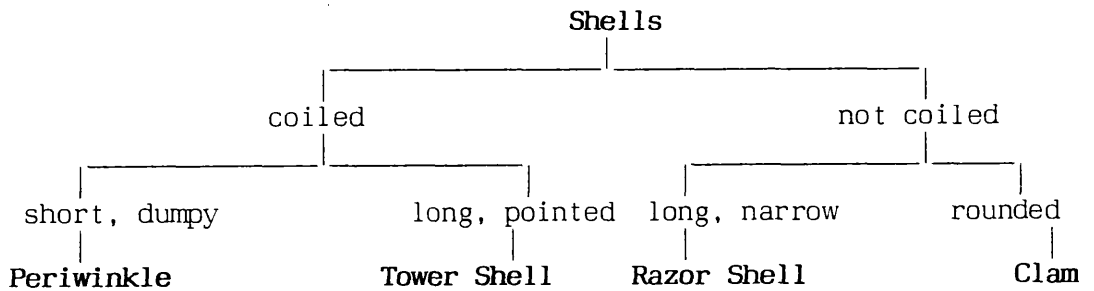 Shells
coiled not coiled
short, dumpy long, pointed long, narrow rounded
Periwinkle Tower Shell Razor Shell Clam